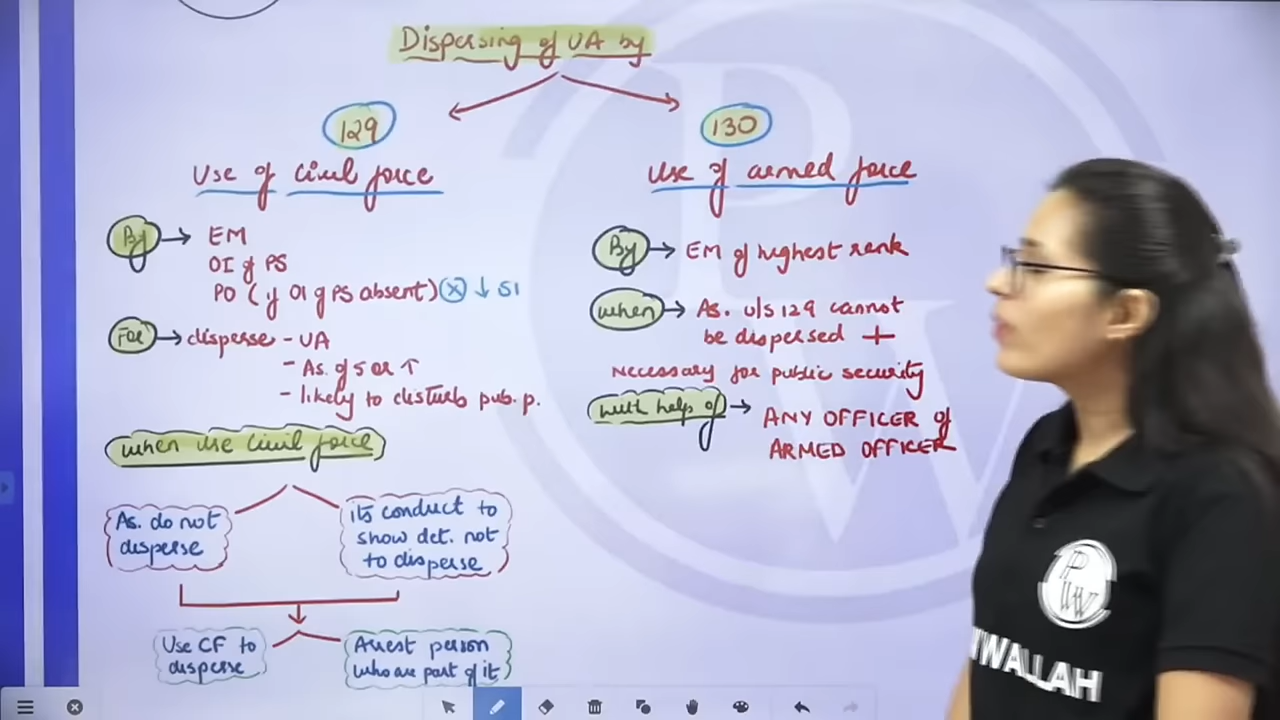 Dispersing of UA by
129
Use of Civil force
By → EM
OI of PS
PO (if OI of PS absent) (x) ↓ SI
For → disperse - UA
- As. of 5 or ↑
- likely to disturb pub. p.
when use Civil force
As. do not
disperse
its conduct to
show det. not
to disperse
Use CF to
disperse
Arrest person
who are part of it
130
Use of armed force
By → EM of highest rank
when → As. u/s 129 cannot
be dispersed +
necessary for public security
with help of → ANY OFFICER of
ARMED OFFICER
PW
PW
WALLAH